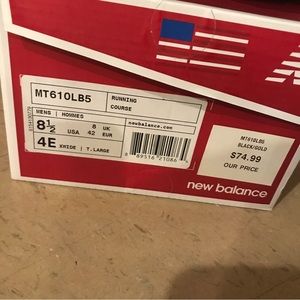 MT610LB5
RUNNING
COURSE
MENS | HOMMES
newbalance.com
8½ USA 8 UK
42 EUR
4E XWIDE | T.LARGE
MT610LB5
BLACK/GOLD
$74.99
OUR PRICE
new balance